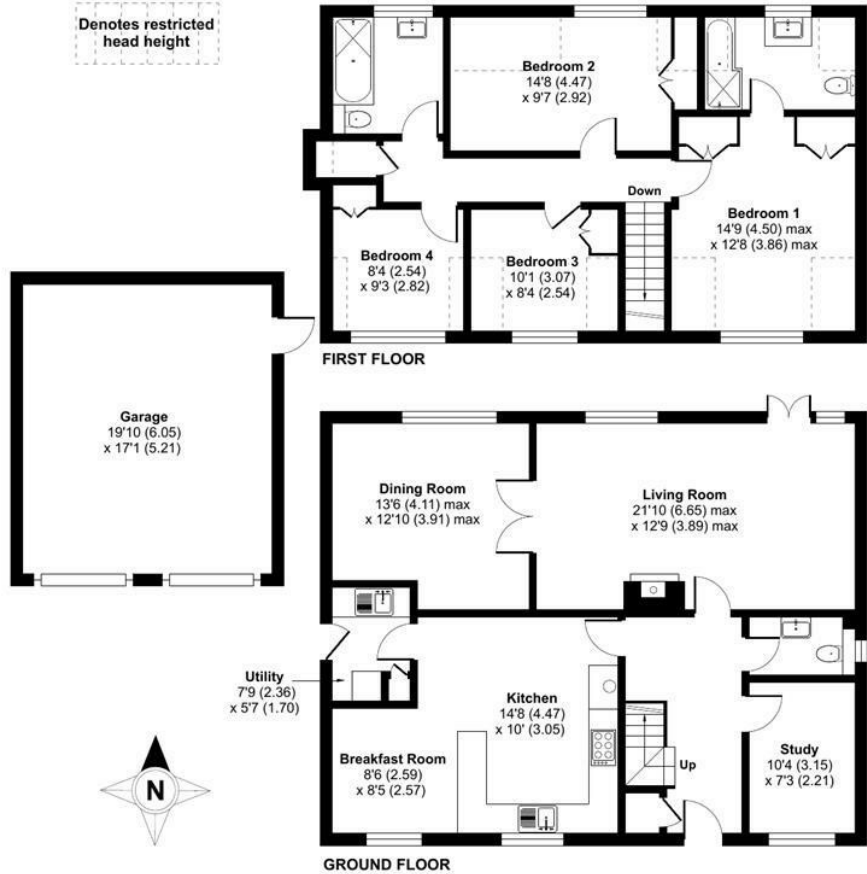 Denotes restricted
head height
Bedroom 2
14'8 (4.47)
x 9'7 (2.92)
Down
Bedroom 1
14'9 (4.50) max
x 12'8 (3.86) max
Bedroom 4
8'4 (2.54)
x 9'3 (2.82)
Bedroom 3
10'1 (3.07)
x 8'4 (2.54)
FIRST FLOOR
Garage
19'10 (6.05)
x 17'1 (5.21)
Dining Room
13'6 (4.11) max
x 12'10 (3.91) max
Living Room
21'10 (6.65) max
x 12'9 (3.89) max
Utility
7'9 (2.36)
x 5'7 (1.70)
Kitchen
14'8 (4.47)
x 10' (3.05)
Breakfast Room
8'6 (2.59)
x 8'5 (2.57)
Up
Study
10'4 (3.15)
x 7'3 (2.21)
N
GROUND FLOOR